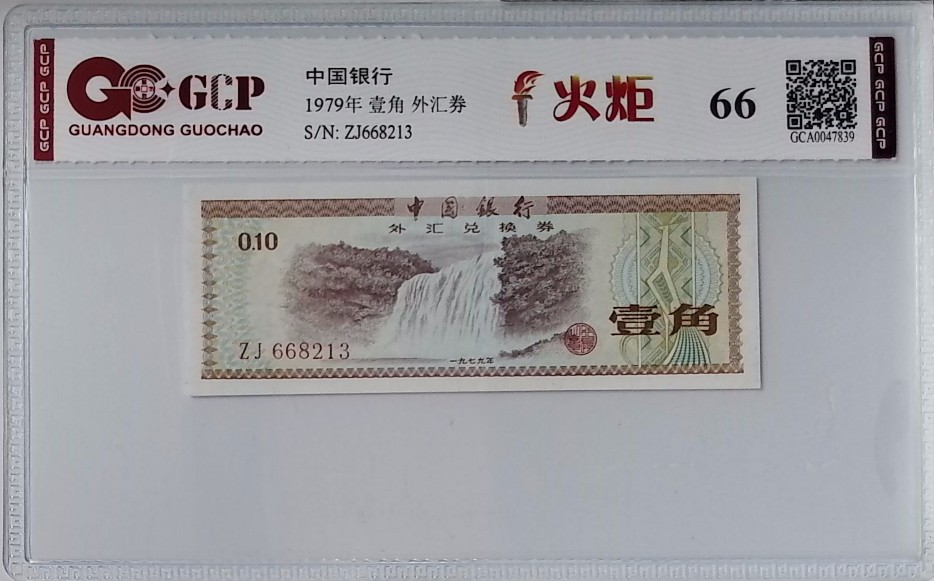 GCP GCP GCP
GCP
GUANGDONG GUOCHAO
中国银行
1979年 壹角 外汇券
S/N: ZJ668213
火炬
66
GCA0047839
GCP GCP GCP
中国银行
外汇兑换券
0.10
壹角
ZJ 668213
一九七九年